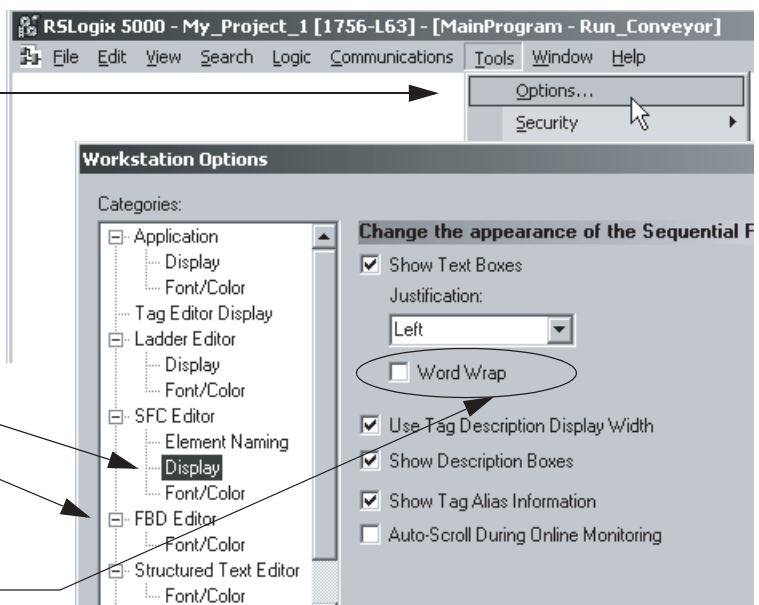 RSLogix 5000 - My_Project_1 [1756-L63] - [MainProgram - Run_Conveyor]
File Edit View Search Logic Communications Tools Window Help
Options...
Security
Workstation Options
Categories:
Application
Display
Font/Color
Tag Editor Display
Ladder Editor
Display
Font/Color
SFC Editor
Element Naming
Display
Font/Color
FBD Editor
Font/Color
Structured Text Editor
Font/Color
Change the appearance of the Sequential F
Show Text Boxes
Justification:
Left
Word Wrap
Use Tag Description Display Width
Show Description Boxes
Show Tag Alias Information
Auto-Scroll During Online Monitoring